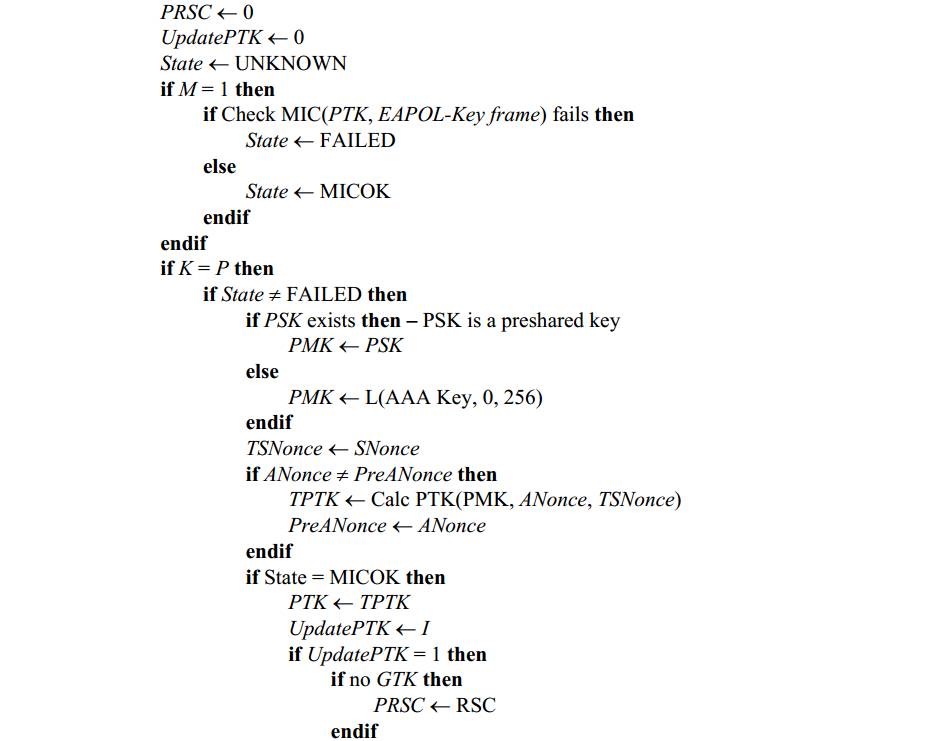 PRSC ← 0
UpdatePTK ← 0
State ← UNKNOWN
if M = 1 then
if Check MIC(PTK, EAPOL-Key frame) fails then
State ← FAILED
else
State ← MICOK
endif
endif
if K = P then
if State ≠ FAILED then
if PSK exists then – PSK is a preshared key
PMK ← PSK
else
PMK ← L(AAA Key, 0, 256)
endif
TSNonce ← SNonce
if ANonce ≠ PreANonce then
TPTK ← Calc PTK(PMK, ANonce, TSNonce)
PreANonce ← ANonce
endif
if State = MICOK then
PTK ← TPTK
UpdatePTK ← I
if UpdatePTK = 1 then
if no GTK then
PRSC ← RSC
endif